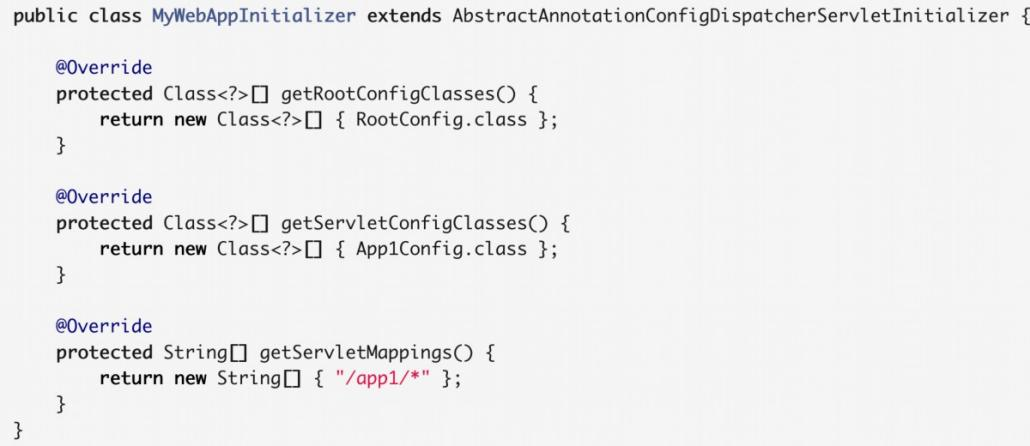 public class MyWebAppInitializer extends AbstractAnnotationConfigDispatcherServletInitializer {
@Override
protected Class<?>[] getRootConfigClasses() {
return new Class<?>[] { RootConfig.class };
}
@Override
protected Class<?>[] getServletConfigClasses() {
return new Class<?>[] { App1Config.class };
}
@Override
protected String[] getServletMappings() {
return new String[] { "/app1/*" };
}
}